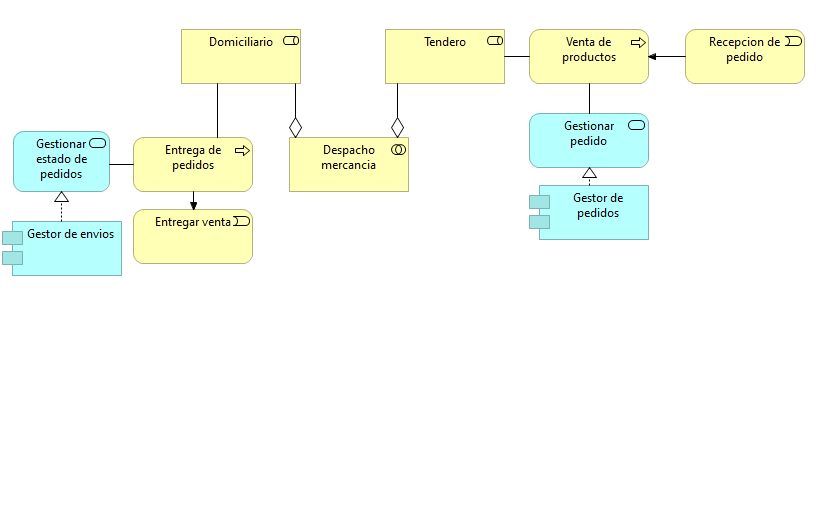 Domiciliario
Tendero
Venta de
productos
Recepcion de
pedido
Gestionar
estado de
pedidos
Entrega de
pedidos
Despacho
mercancia
Gestionar
pedido
Gestor de envios
Entregar venta
Gestor de
pedidos